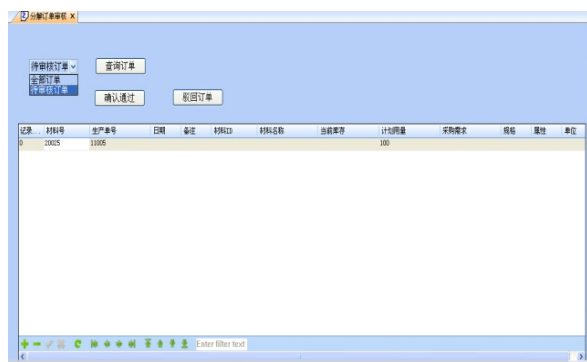 分解订单审核 ×
待审核订单 查询订单
全部订单
待审核订单
确认通过 驳回订单
记录... 材料号 生产单号 日期 备注 材料ID 材料名称 当前库存 计划用量 采购需求 规格 属性 单位
0 20025 11005 100
Enter filter text